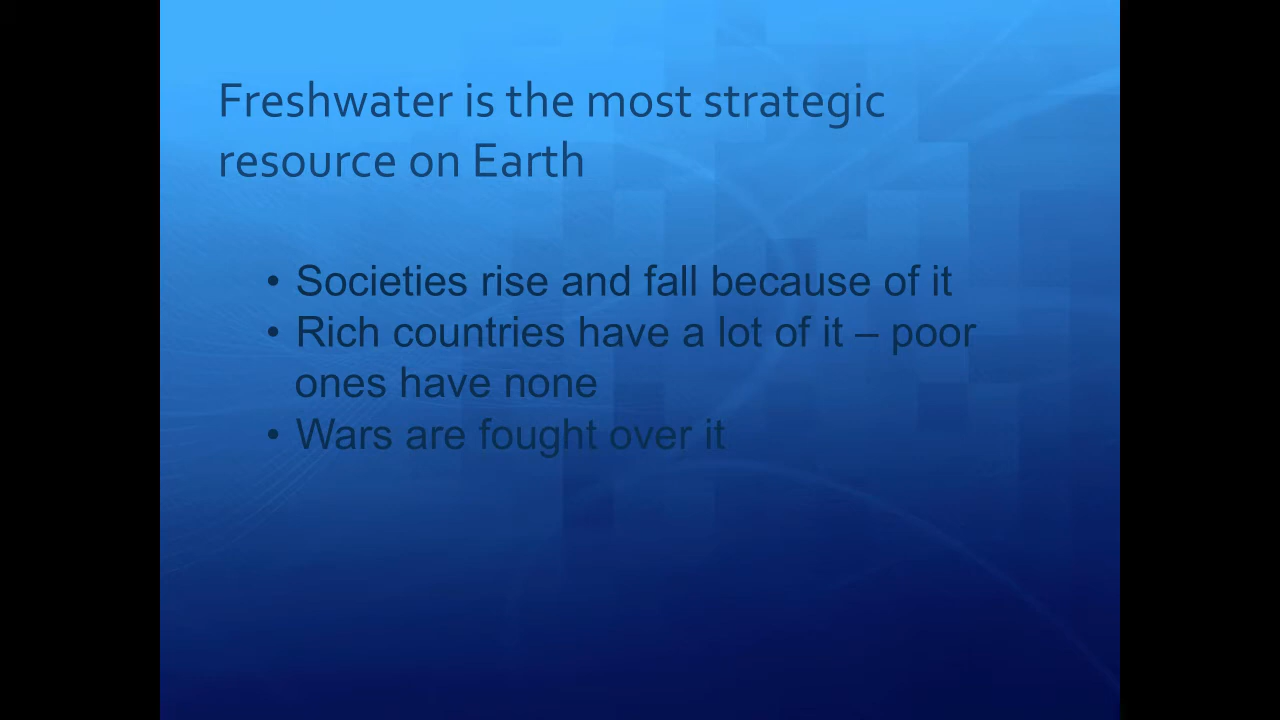 Freshwater is the most strategic
resource on Earth
• Societies rise and fall because of it
• Rich countries have a lot of it – poor
ones have none
• Wars are fought over it